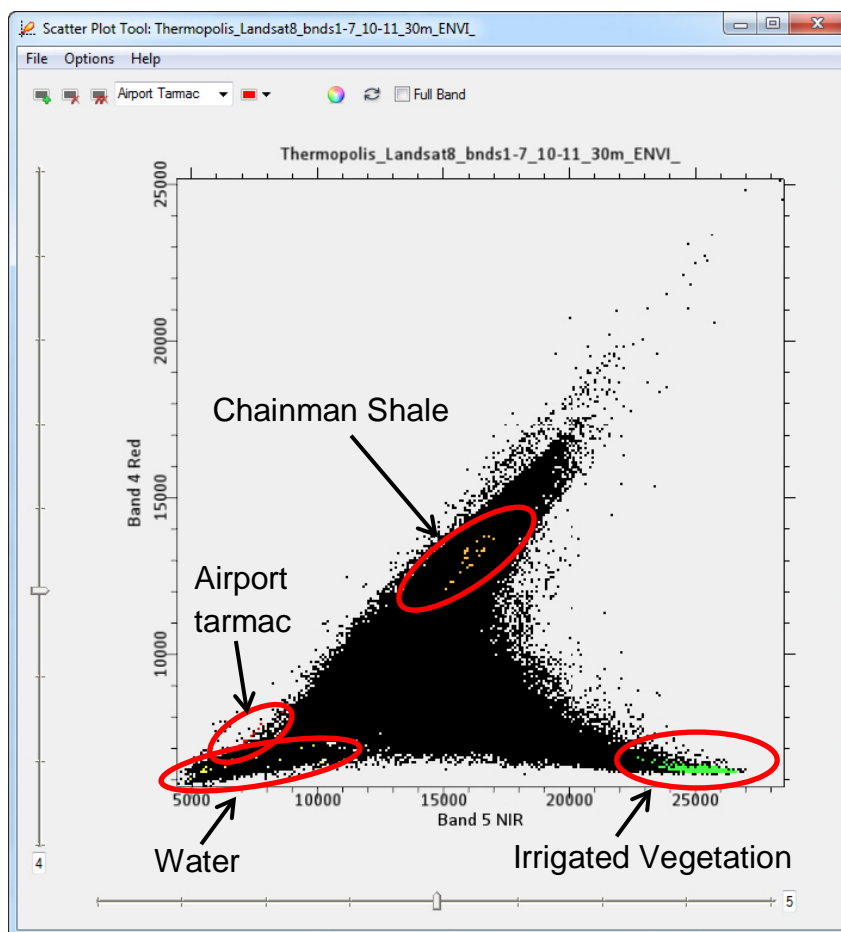 Scatter Plot Tool: Thermopolis_Landsat8_bnds1-7_10-11_30m_ENVI_
File Options Help
Airport Tarmac Full Band
Thermopolis_Landsat8_bnds1-7_10-11_30m_ENVI_
25000
20000
15000
10000
5000
Band 4 Red
Chainman Shale
Airport
tarmac
5000 10000 15000 20000 25000
Band 5 NIR
Water
Irrigated Vegetation
4
5